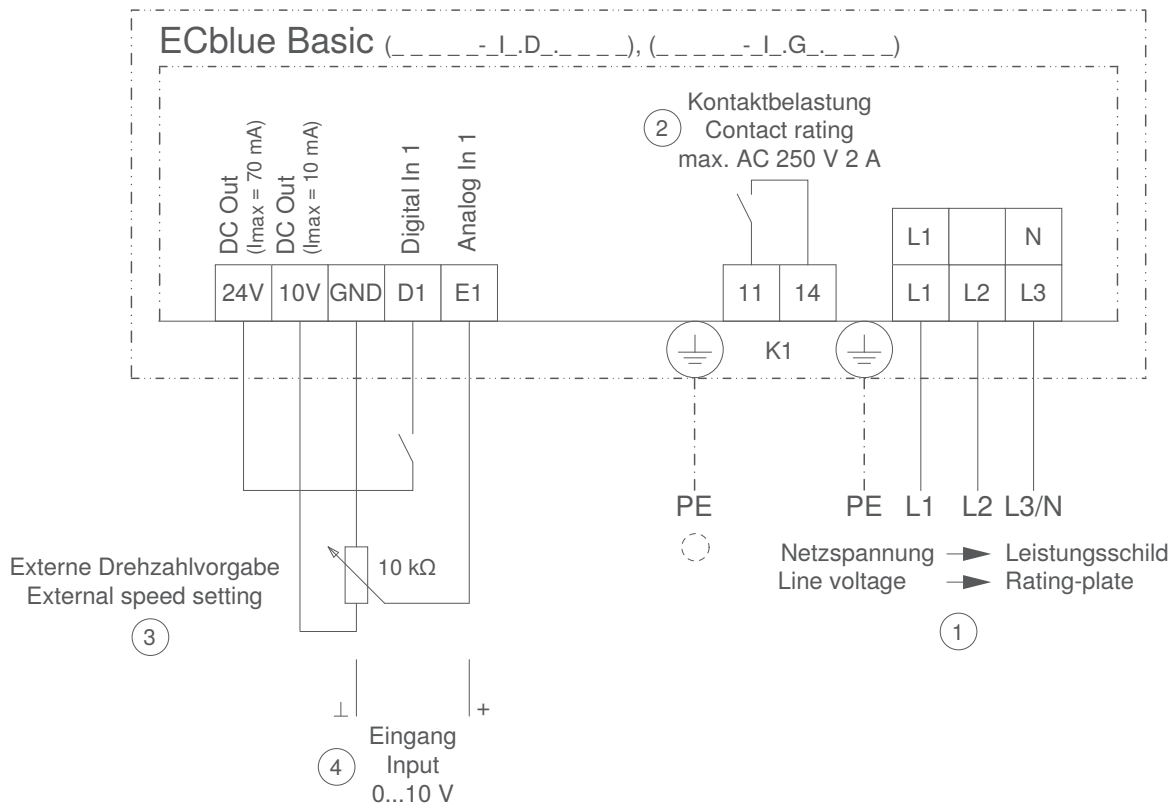 ECblue Basic (_ _ _ _ _-_I_.D_._ _ _ _), (_ _ _ _ _-_I_.G_._ _ _ _)
Kontaktbelastung
2
Contact rating
max. AC 250 V 2 A
DC Out
(Imax = 70 mA)
DC Out
(Imax = 10 mA)
Digital In 1
Analog In 1
L1 N
24V 10V GND D1 E1
11 14
L1 L2 L3
K1
PE
PE L1 L2 L3/N
Netzspannung Leistungsschild
Line voltage Rating-plate
1
Externe Drehzahlvorgabe
External speed setting
3
10 kΩ
⊥ +
Eingang
4 Input
0...10 V